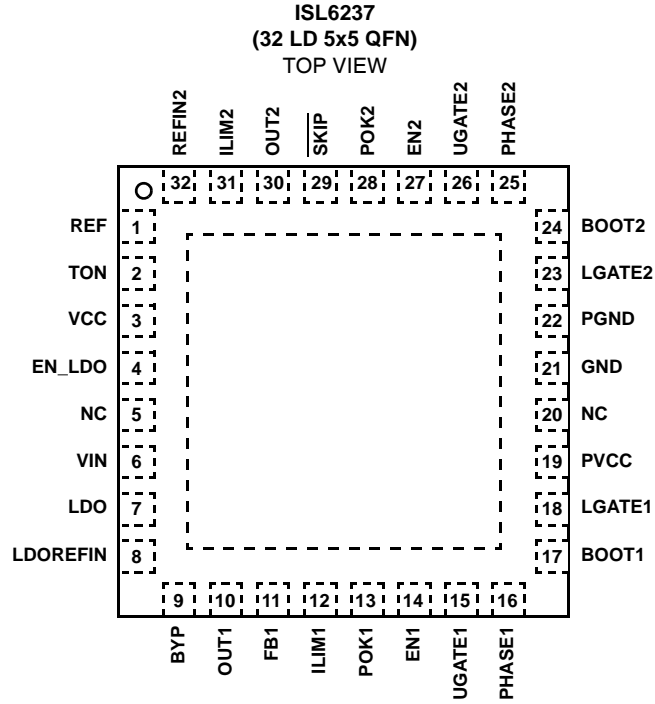 ISL6237
(32 LD 5x5 QFN)
TOP VIEW
REFIN2
ILIM2
OUT2
SKIP
POK2
EN2
UGATE2
PHASE2
32 31 30 29 28 27 26 25
REF 1
TON 2
VCC 3
EN_LDO 4
NC 5
VIN 6
LDO 7
LDOREFIN 8
24 BOOT2
23 LGATE2
22 PGND
21 GND
20 NC
19 PVCC
18 LGATE1
17 BOOT1
9 10 11 12 13 14 15 16
BYP
OUT1
FB1
ILIM1
POK1
EN1
UGATE1
PHASE1